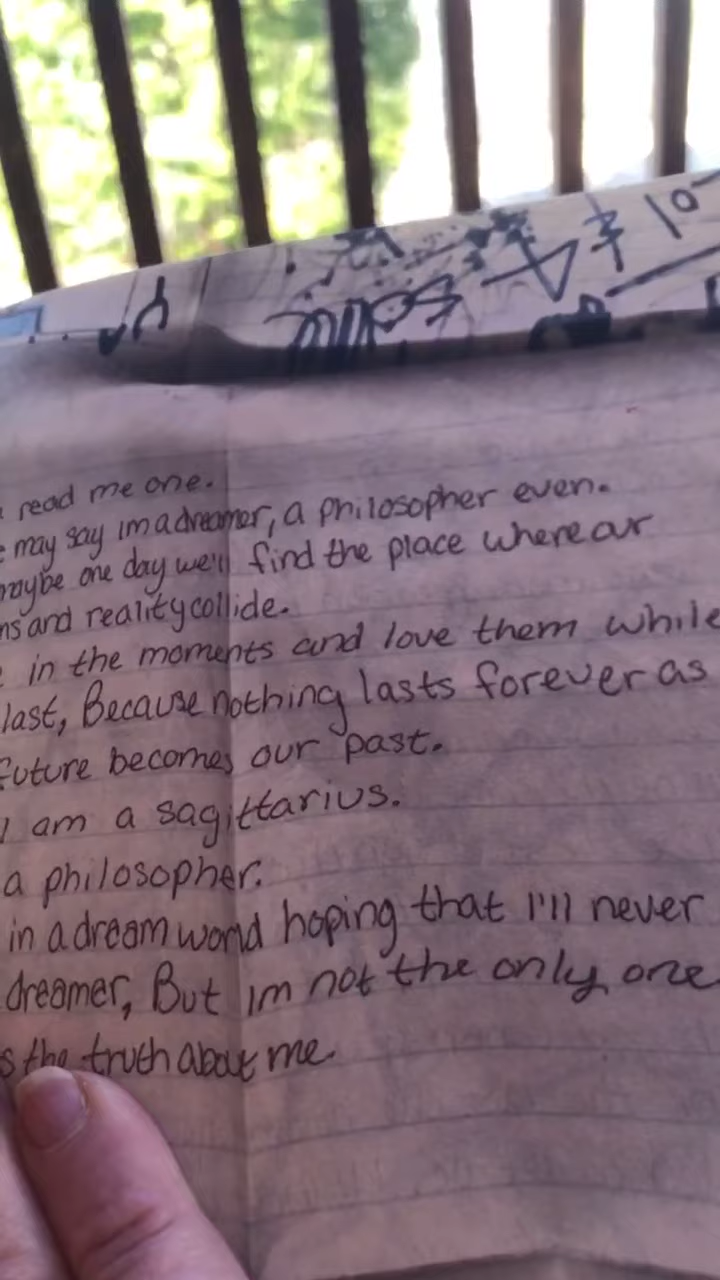 10
read me one.
may say im a dreamer, a philosopher even.
maybe one day we'll find the place where our
ns and reality collide.
in the moments and love them while
last, Because nothing lasts forever as
future becomes our past.
I am a sagittarius.
a philosopher.
in a dream world hoping that I'll never
dreamer, But im not the only one
s the truth about me.